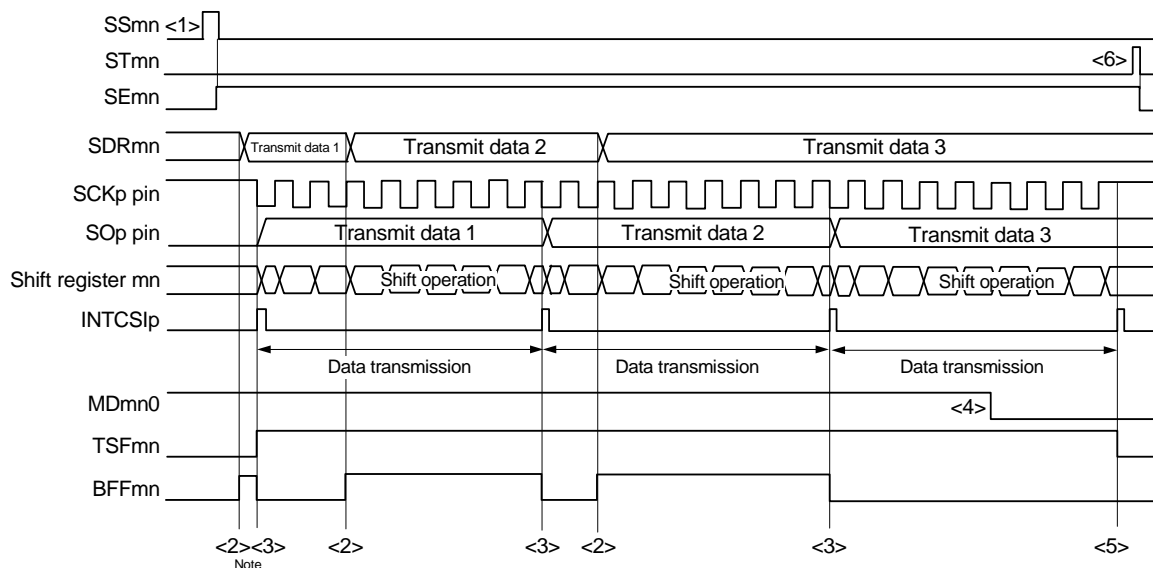 SSmn <1>
STmn <6>
SEmn
SDRmn Transmit data 1 Transmit data 2 Transmit data 3
SCKp pin
SOp pin Transmit data 1 Transmit data 2 Transmit data 3
Shift register mn Shift operation Shift operation Shift operation
INTCSIp
Data transmission Data transmission Data transmission
MDmn0 <4>
TSFmn
BFFmn
<2> <3> <2> <3> <2> <3> <5>
Note